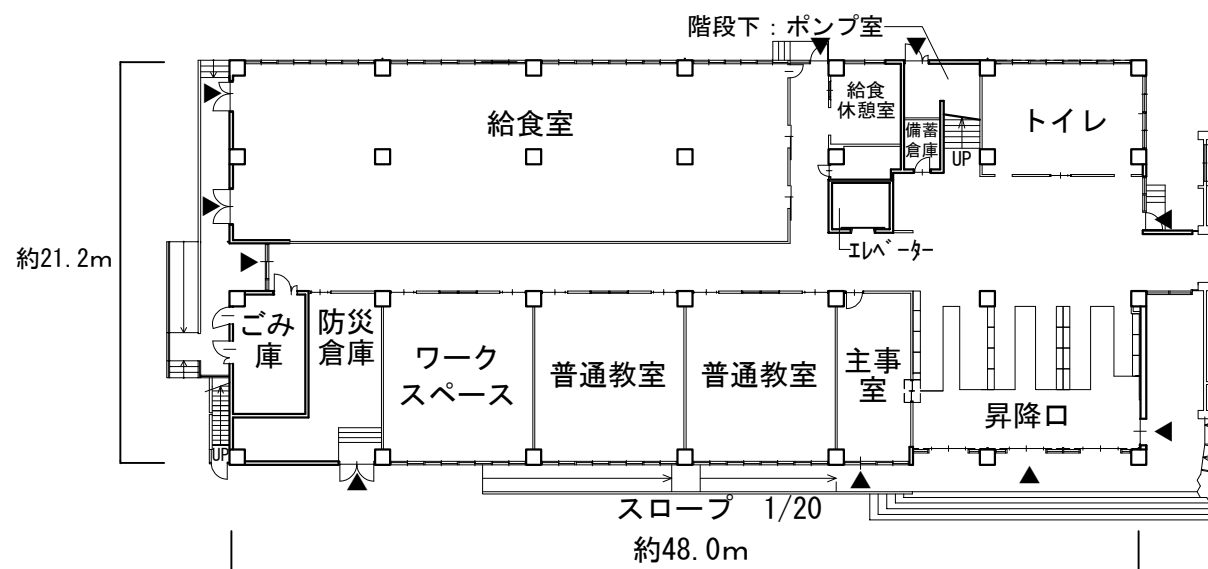 階段下：ポンプ室
給食室
給食
休憩室
備蓄
倉庫
UP
トイレ
約21.2m
エレベーター
ごみ
庫
防災
倉庫
ワーク
スペース
普通教室
普通教室
主事
室
昇降口
UP
スロープ 1/20
約48.0m